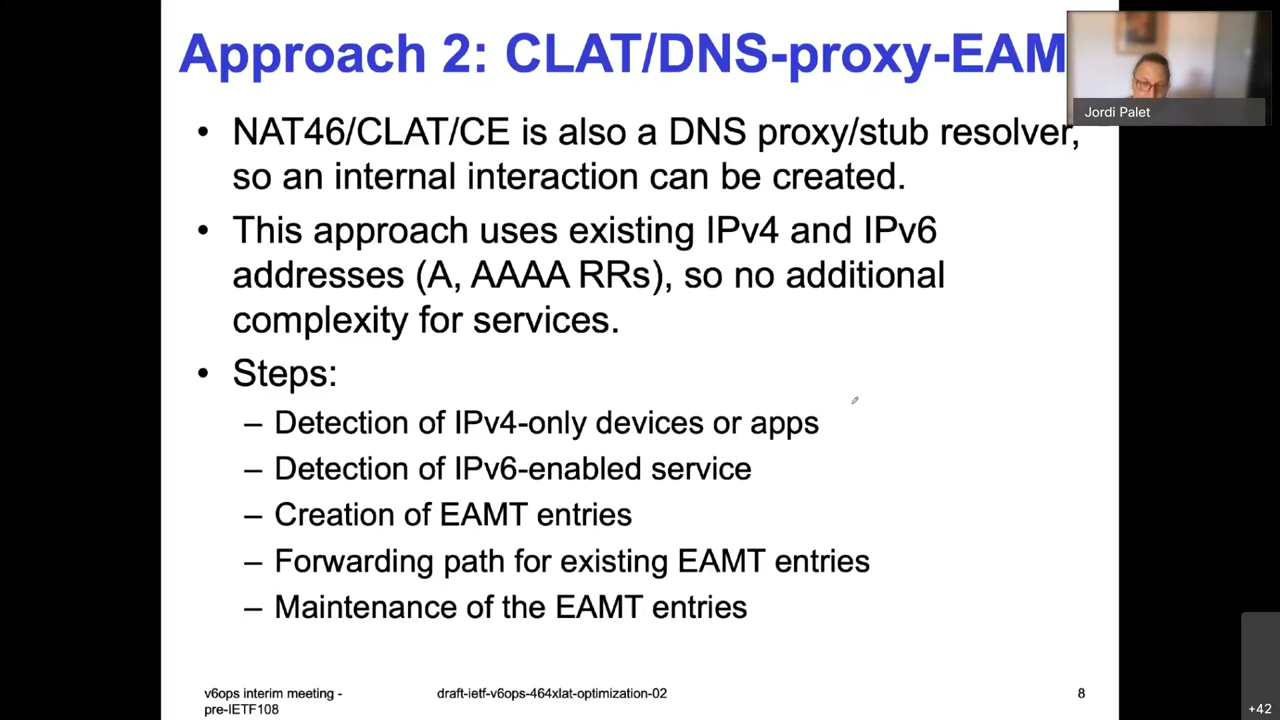 Approach 2: CLAT/DNS-proxy-EAM
Jordi Palet
• NAT46/CLAT/CE is also a DNS proxy/stub resolver,
so an internal interaction can be created.
• This approach uses existing IPv4 and IPv6
addresses (A, AAAA RRs), so no additional
complexity for services.
• Steps:
– Detection of IPv4-only devices or apps
– Detection of IPv6-enabled service
– Creation of EAMT entries
– Forwarding path for existing EAMT entries
– Maintenance of the EAMT entries
v6ops interim meeting -
pre-IETF108
draft-ietf-v6ops-464xlat-optimization-02
8
+42